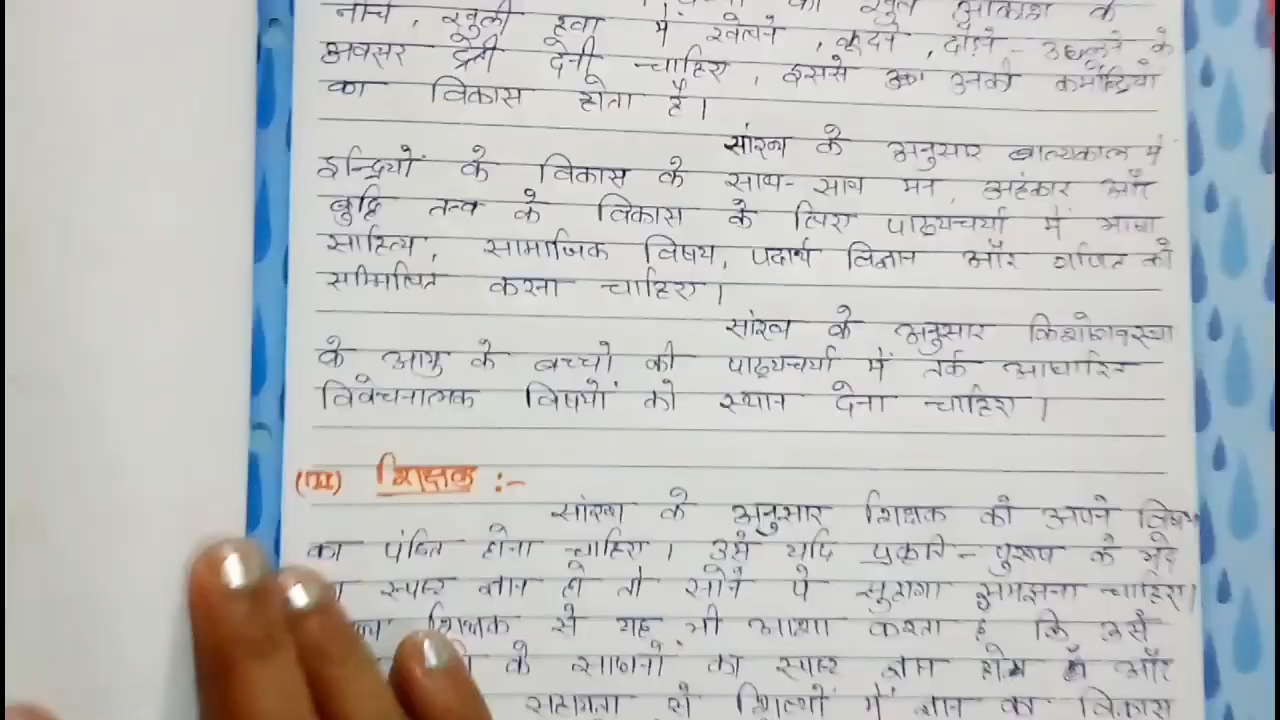 को खुले आकाश के
नीचे, खुली हवा में खेलने, कूदने, दौड़ने - उछलने के
अवसर देनी चाहिए, इससे उनकी कर्मेन्द्रियो
का विकास होता है।
सांख्य के अनुसार बाल्यकाल में
इन्द्रियों के विकास के साथ-साथ मन, अहंकार और
बुद्धि तत्व के विकास के लिए पाठ्यचर्या में भाषा
साहित्य, सामाजिक विषय, पदार्थ विज्ञान और गणित को
सम्मिलित करना चाहिए।
सांख्य के अनुसार किशोरावस्था
के आयु के बच्चो की पाठ्यचर्या में तर्क आधारित
विवेचनात्मक विषयों को स्थान देना चाहिए।
(III) शिक्षक :-
सांख्य के अनुसार शिक्षक को अपने विषय
का पंडित होना चाहिए। उसे यदि प्रकृति - पुरूष के भेद
स्पष्ट ज्ञान हो तो सोने पे सुहागा समझना चाहिए।
शिक्षक से यह भी आशा करता है कि उसे
के साधनों का स्पष्ट ज्ञान हो और
सहायता से शिष्यों में ज्ञान का विकास